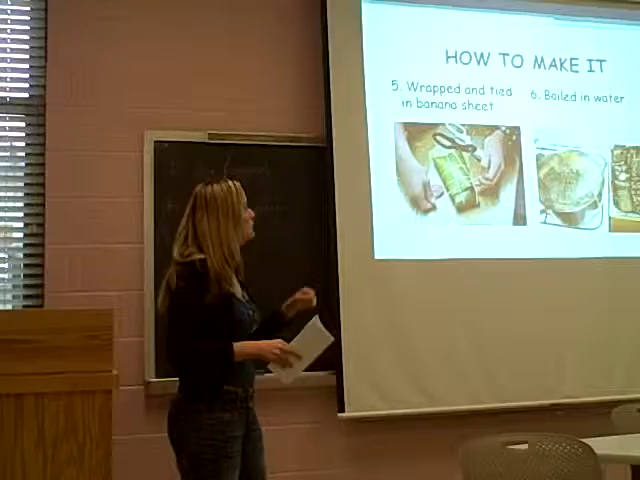 HOW TO MAKE IT
5. Wrapped and tied
in banana sheet
6. Boiled in water